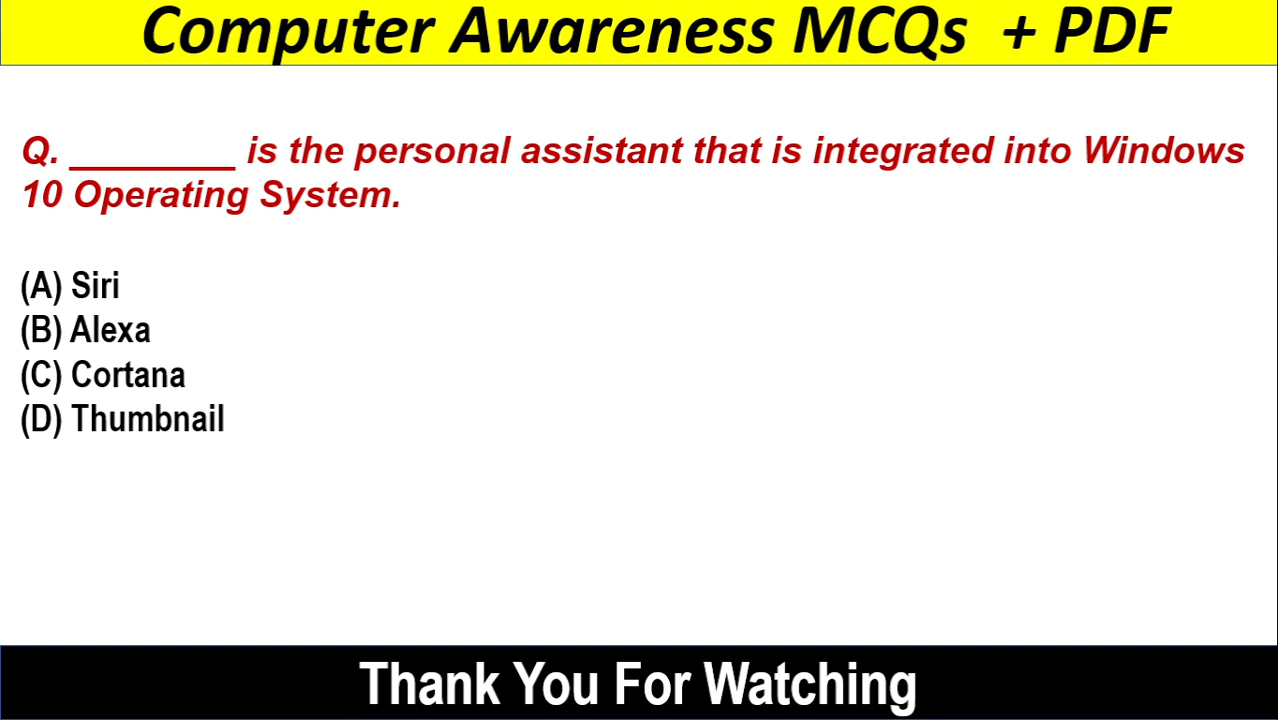 Computer Awareness MCQs + PDF
Q. ________ is the personal assistant that is integrated into Windows
10 Operating System.
(A) Siri
(B) Alexa
(C) Cortana
(D) Thumbnail
Thank You For Watching